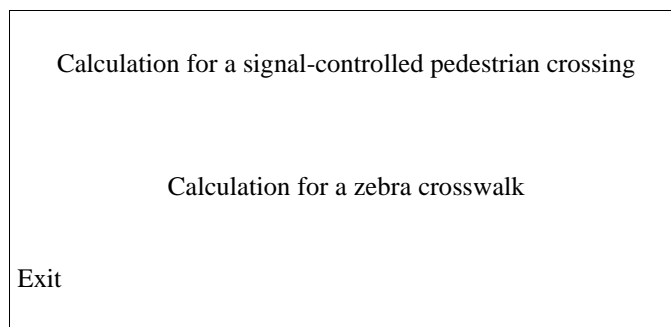 Calculation for a signal-controlled pedestrian crossing
Calculation for a zebra crosswalk
Exit